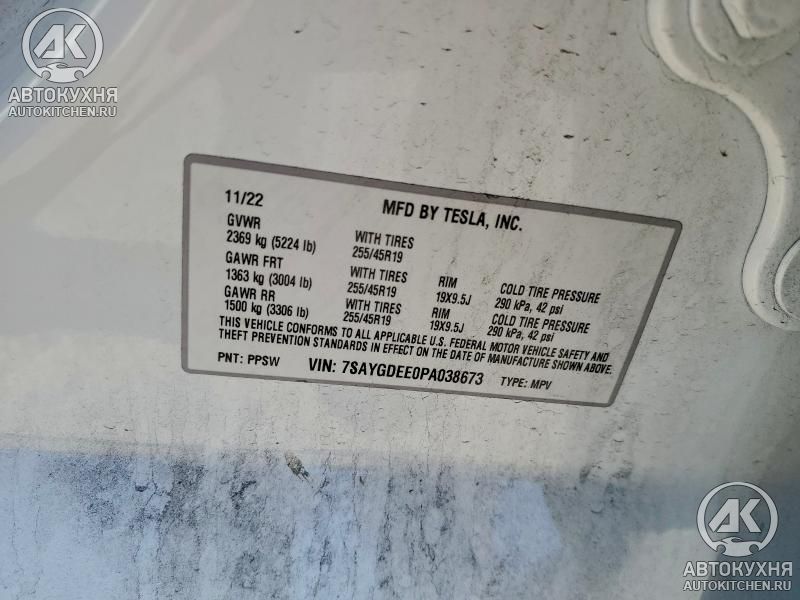 AK
АВТОКУХНЯ
AUTOKITCHEN.RU
11/22 MFD BY TESLA, INC.
GVWR
2369 kg (5224 lb) WITH TIRES 255/45R19
GAWR FRT
1363 kg (3004 lb) WITH TIRES 255/45R19 RIM 19X9.5J COLD TIRE PRESSURE 290 kPa, 42 psi
GAWR RR
1500 kg (3306 lb) WITH TIRES 255/45R19 RIM 19X9.5J COLD TIRE PRESSURE 290 kPa, 42 psi
THIS VEHICLE CONFORMS TO ALL APPLICABLE U.S. FEDERAL MOTOR VEHICLE SAFETY AND
THEFT PREVENTION STANDARDS IN EFFECT ON THE DATE OF MANUFACTURE SHOWN ABOVE.
PNT: PPSW VIN: 7SAYGDEE0PA038673 TYPE: MPV
AK
АВТОКУХНЯ
AUTOKITCHEN.RU